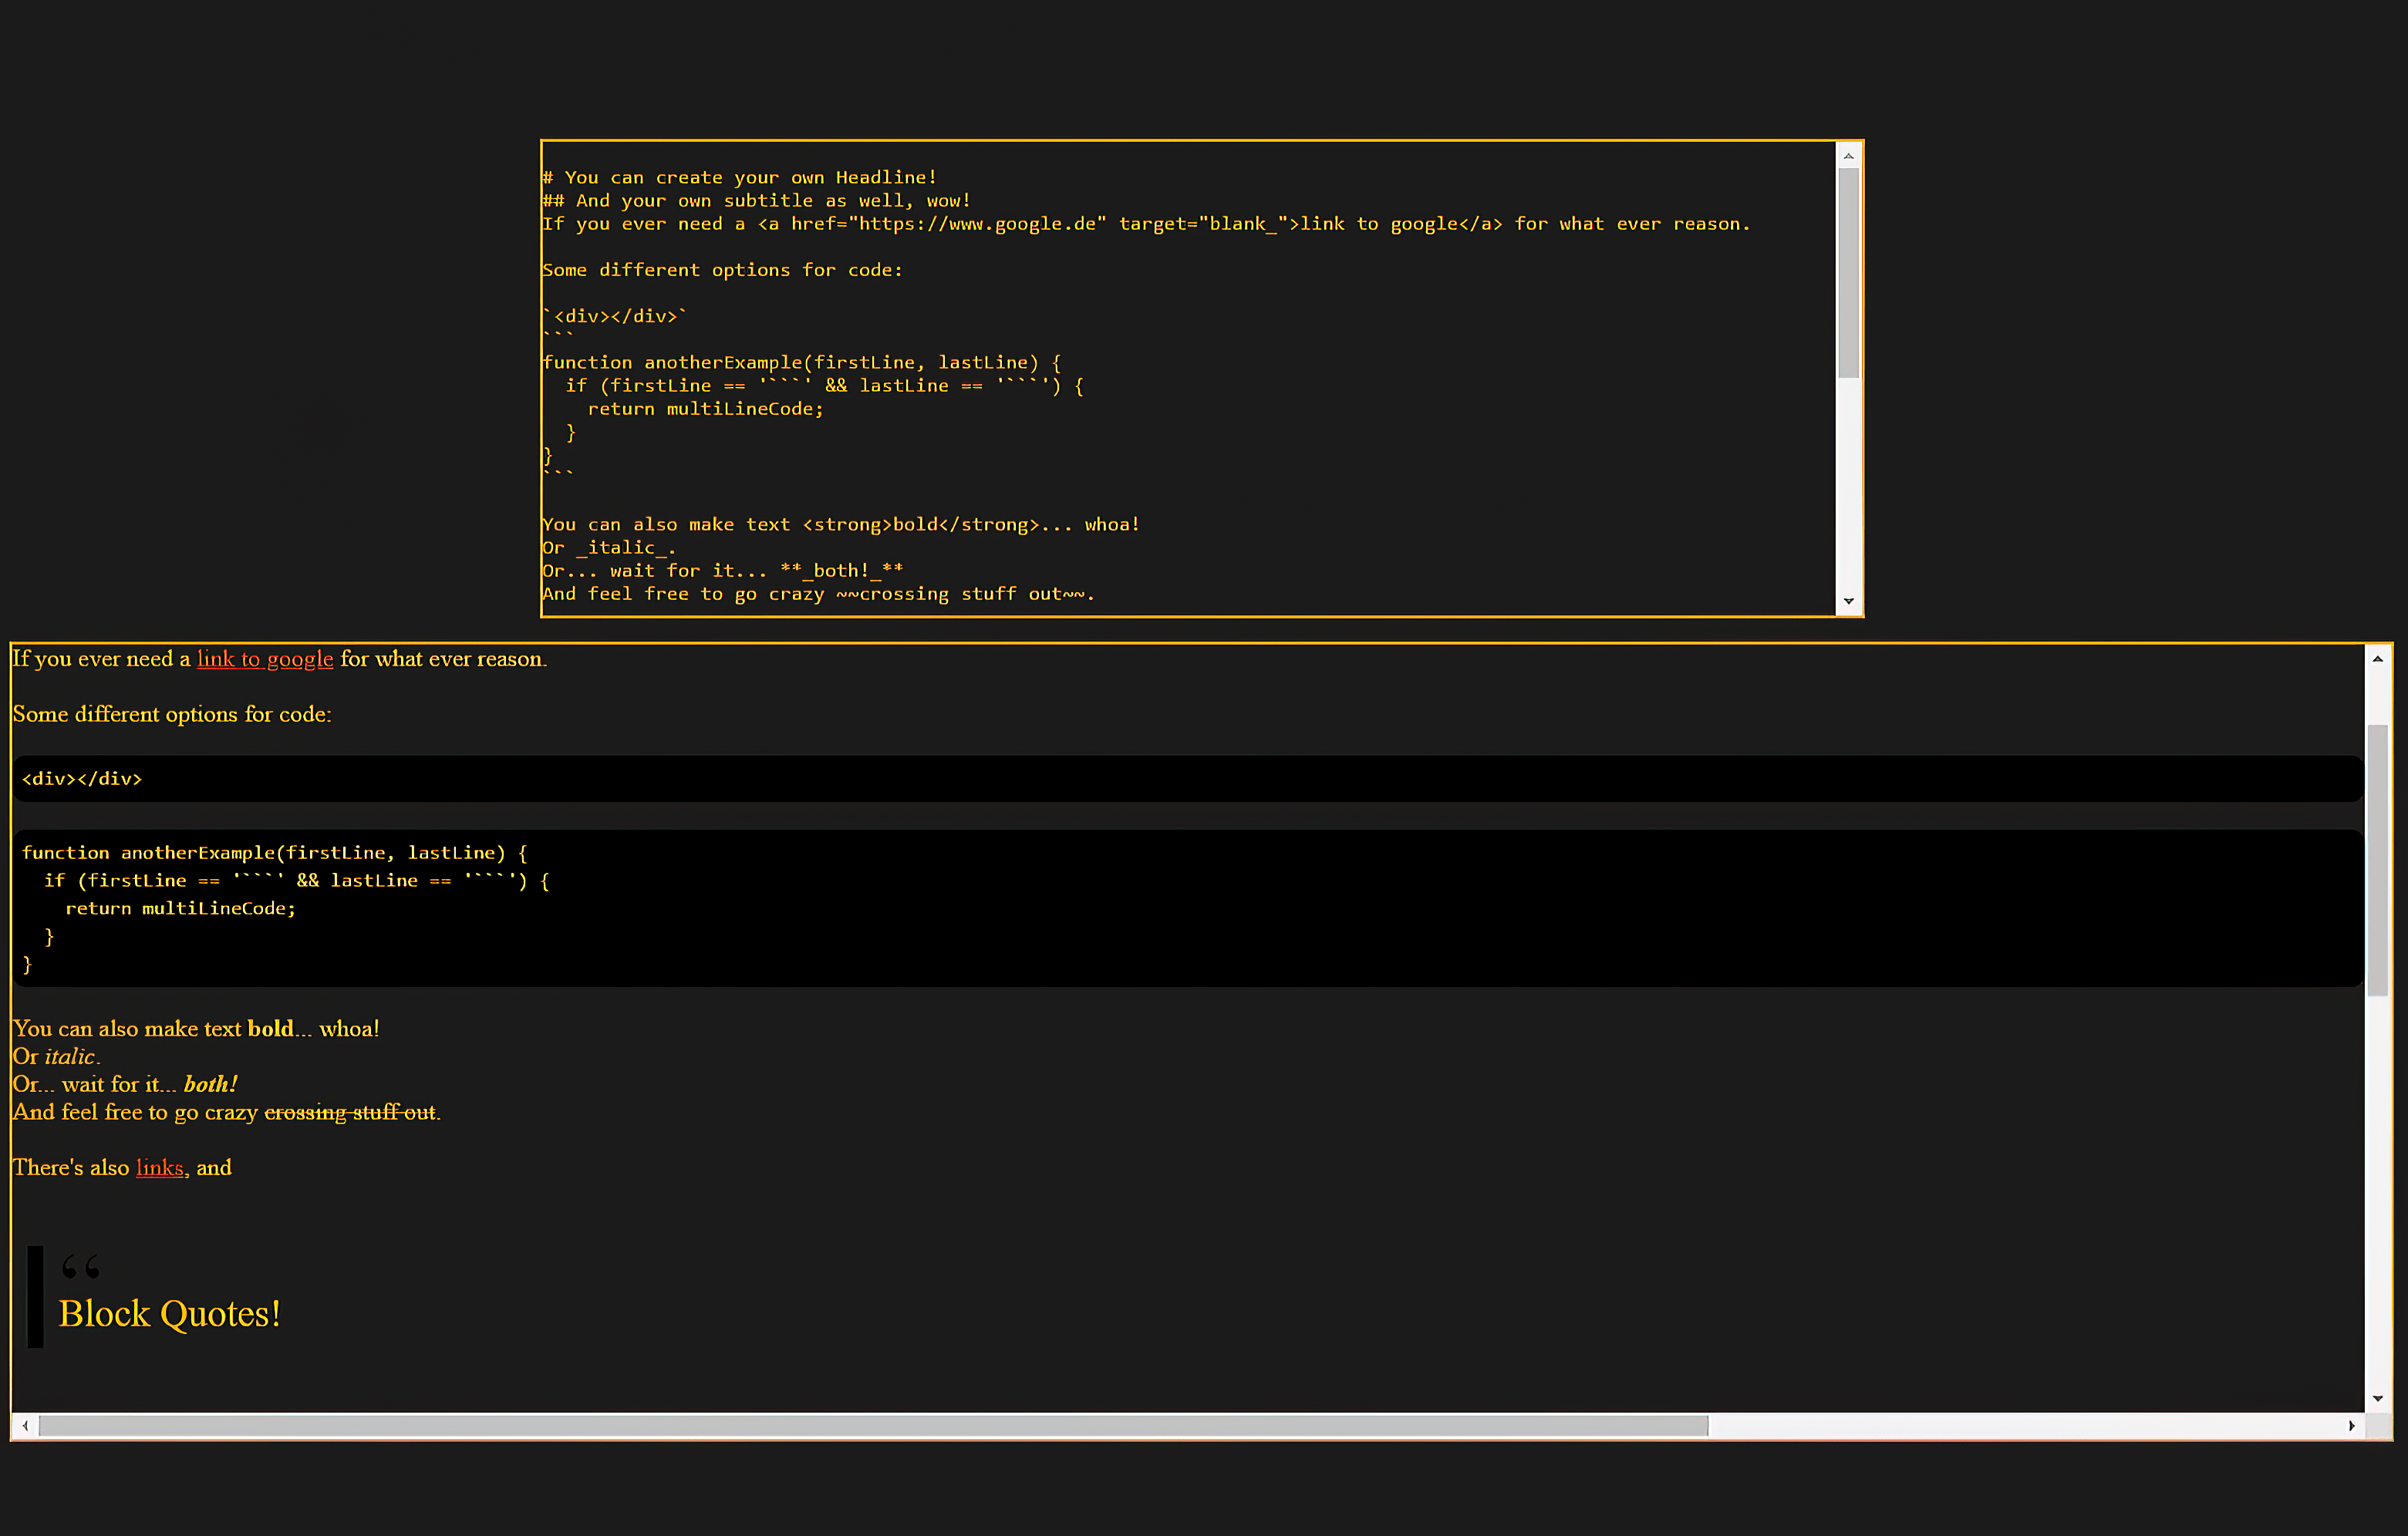 # You can create your own Headline!
## And your own subtitle as well, wow!
If you ever need a <a href="https://www.google.de" target="blank_">link to google</a> for what ever reason.
Some different options for code:
`<div></div>`
```
function anotherExample(firstLine, lastLine) {
  if (firstLine == '```' && lastLine == '```') {
    return multiLineCode;
  }
}
```
You can also make text <strong>bold</strong>... whoa!
Or _italic_.
Or... wait for it... **_both!_**
And feel free to go crazy ~~crossing stuff out~~.
If you ever need a link to google for what ever reason.
Some different options for code:
<div></div>
function anotherExample(firstLine, lastLine) {
  if (firstLine == '```' && lastLine == '```') {
    return multiLineCode;
  }
}
You can also make text bold... whoa!
Or italic.
Or... wait for it... both!
And feel free to go crazy crossing stuff out.
There's also links, and
“
Block Quotes!